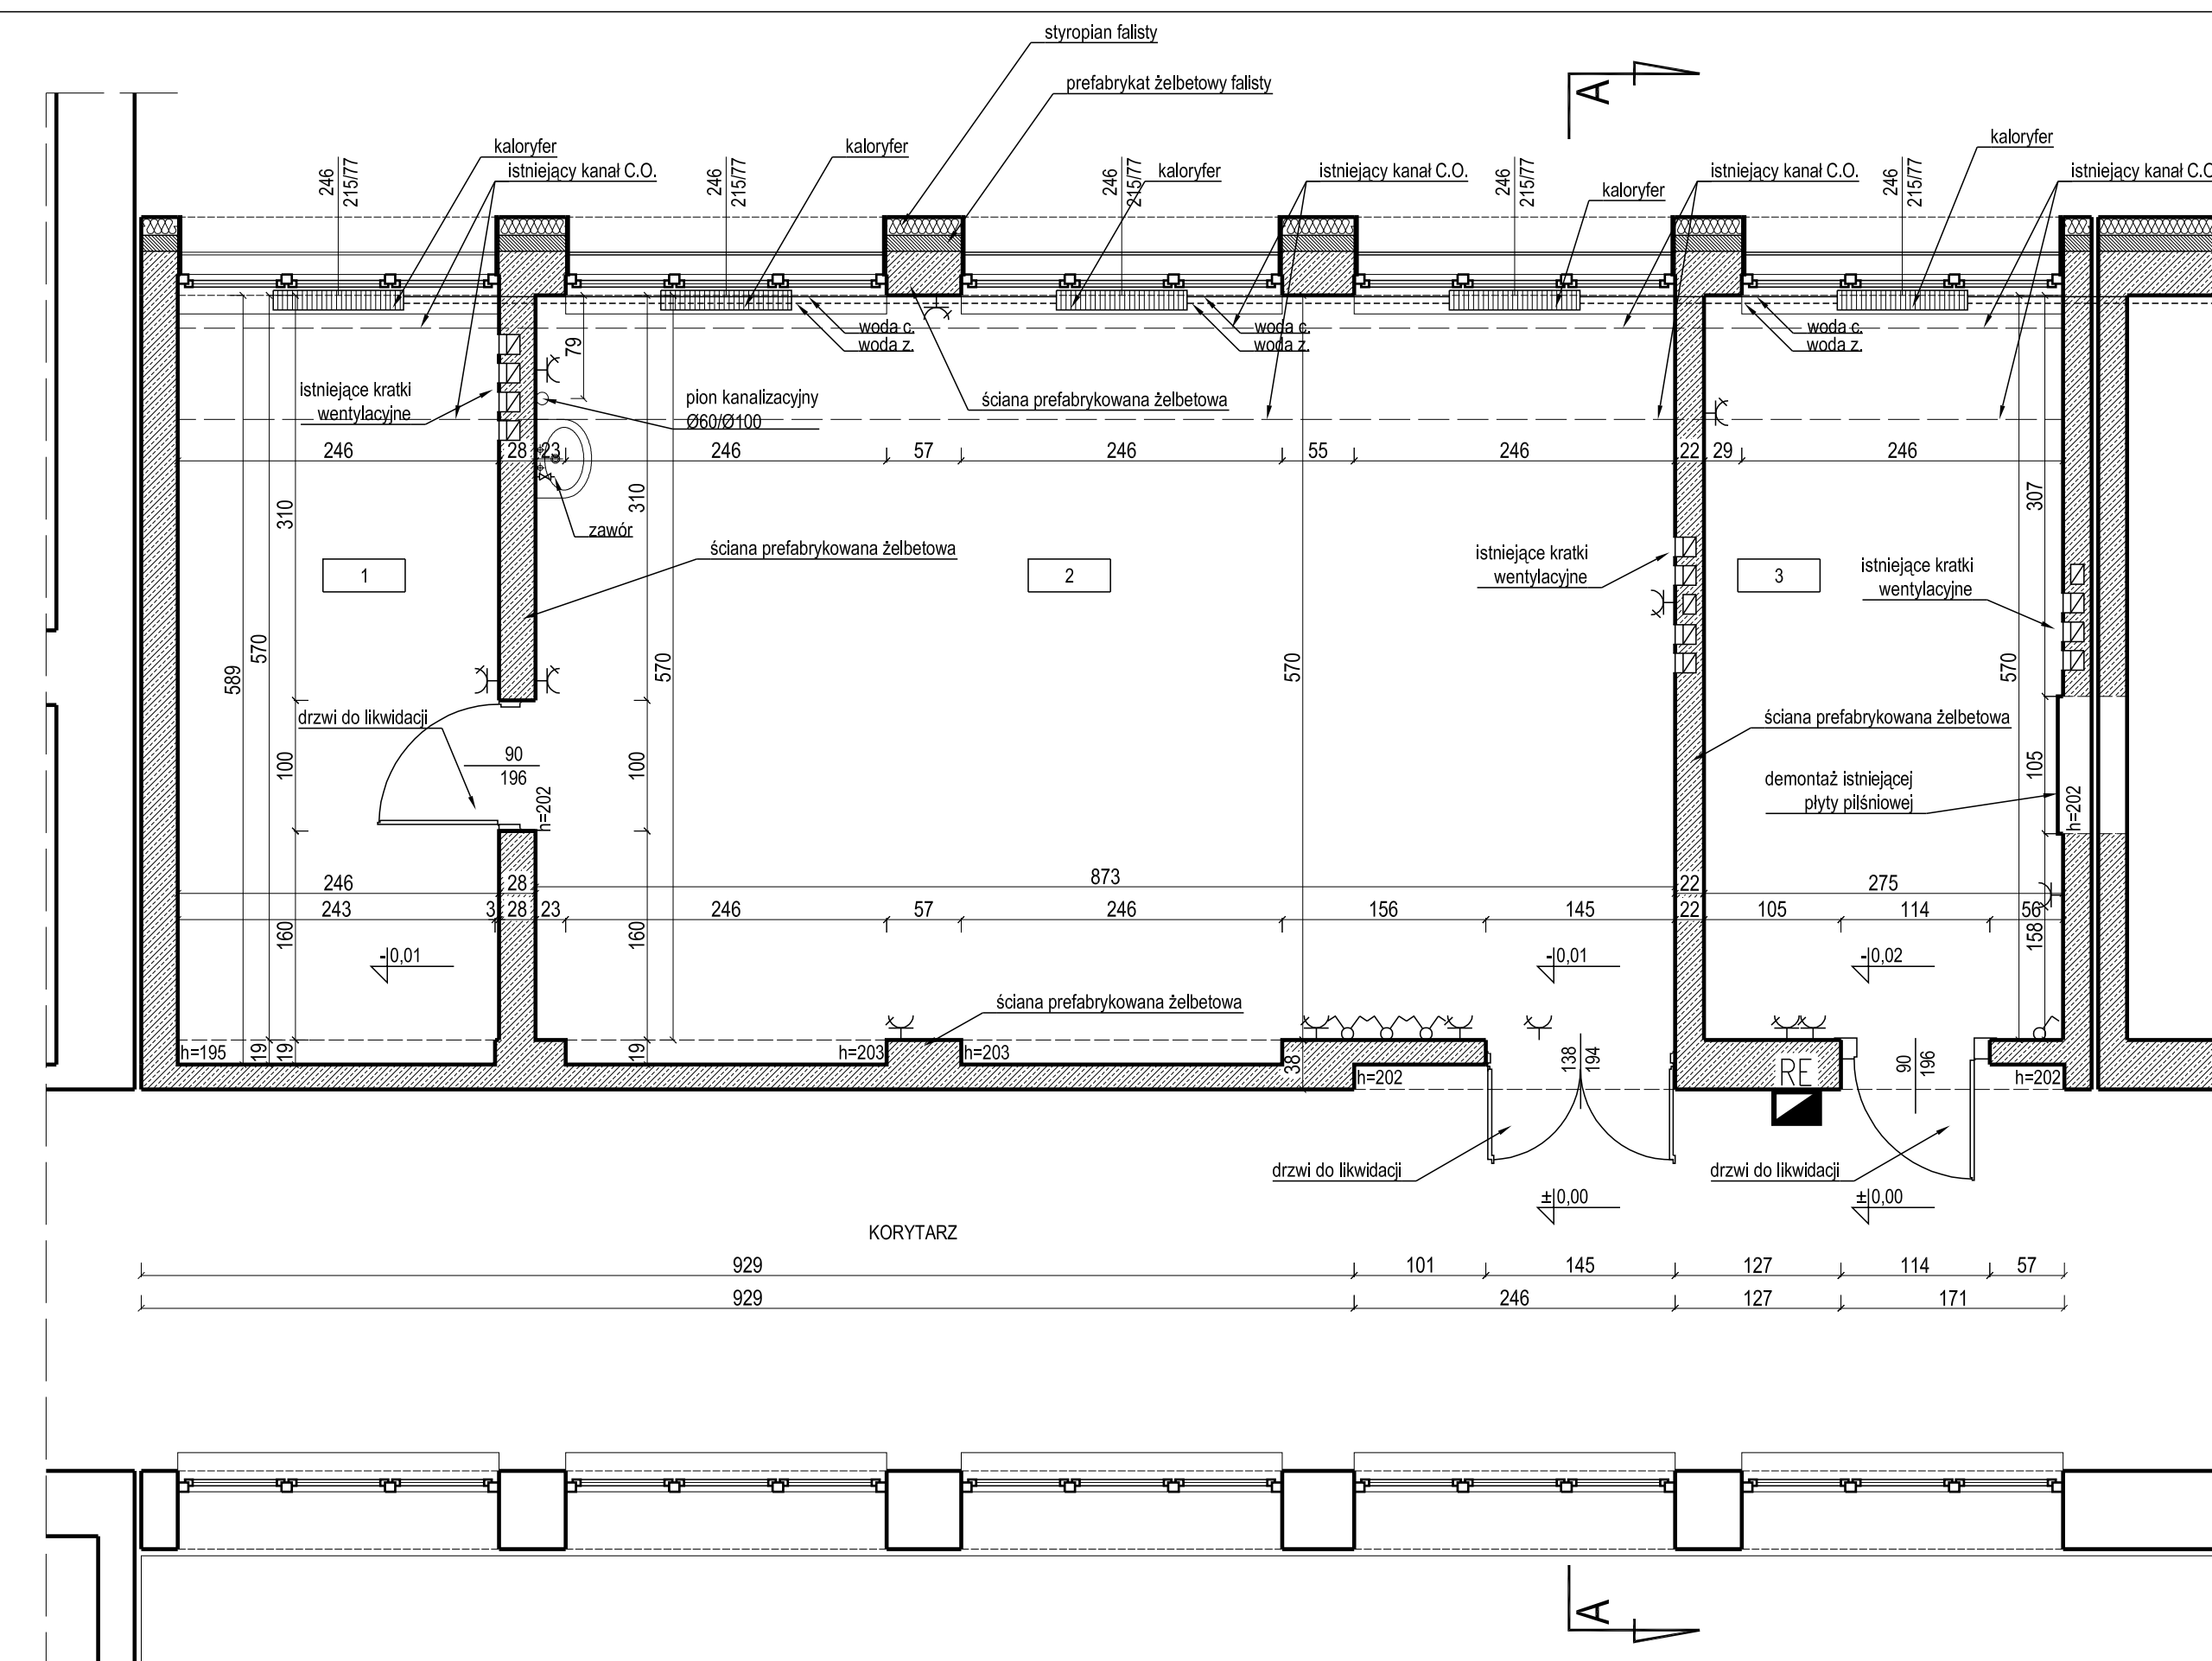 styropian falisty
prefabrykat żelbetowy falisty
A
kaloryfer
istniejący kanał C.O.
kaloryfer
kaloryfer
istniejący kanał C.O.
kaloryfer
istniejący kanał C.O.
kaloryfer
istniejący kanał C.O
246
215/77
246
215/77
246
215/77
246
215/77
246
215/77
woda c.
woda z.
woda c.
woda z.
woda c.
woda z.
79
istniejące kratki
wentylacyjne
pion kanalizacyjny
Ø60/Ø100
ściana prefabrykowana żelbetowa
246
28
23
246
57
246
55
246
22
29
246
310
310
307
zawór
ściana prefabrykowana żelbetowa
istniejące kratki
wentylacyjne
istniejące kratki
wentylacyjne
1
2
3
589
570
570
570
570
drzwi do likwidacji
90
196
h=202
100
100
105
ściana prefabrykowana żelbetowa
demontaż istniejącej
płyty pilśniowej
h=202
246
28
873
22
275
243
3
28
23
246
57
246
156
145
22
105
114
56
160
160
158
-0,01
-0,01
-0,02
ściana prefabrykowana żelbetowa
h=195
19
19
19
h=203
h=203
38
h=202
138
194
RE
90
196
h=202
drzwi do likwidacji
drzwi do likwidacji
±0,00
±0,00
KORYTARZ
929
101
145
127
114
57
929
246
127
171
A